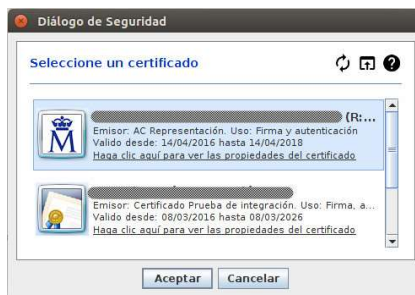 Diálogo de Seguridad
Seleccione un certificado
(R:...
Emisor: AC Representación. Uso: Firma y autenticación
Valido desde: 14/04/2016 hasta 14/04/2018
Haga clic aquí para ver las propiedades del certificado
Emisor: Certificado Prueba de integración. Uso: Firma, a...
Valido desde: 08/03/2016 hasta 08/03/2026
Haga clic aquí para ver las propiedades del certificado
Aceptar Cancelar